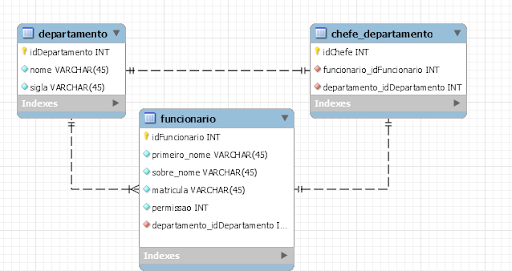 departamento
idDepartamento INT
nome VARCHAR(45)
sigla VARCHAR(45)
Indexes
chefe_departamento
idChefe INT
funcionario_idFuncionario INT
departamento_idDepartamento INT
Indexes
funcionario
idFuncionario INT
primeiro_nome VARCHAR(45)
sobre_nome VARCHAR(45)
matricula VARCHAR(45)
permissao INT
departamento_idDepartamento I...
Indexes